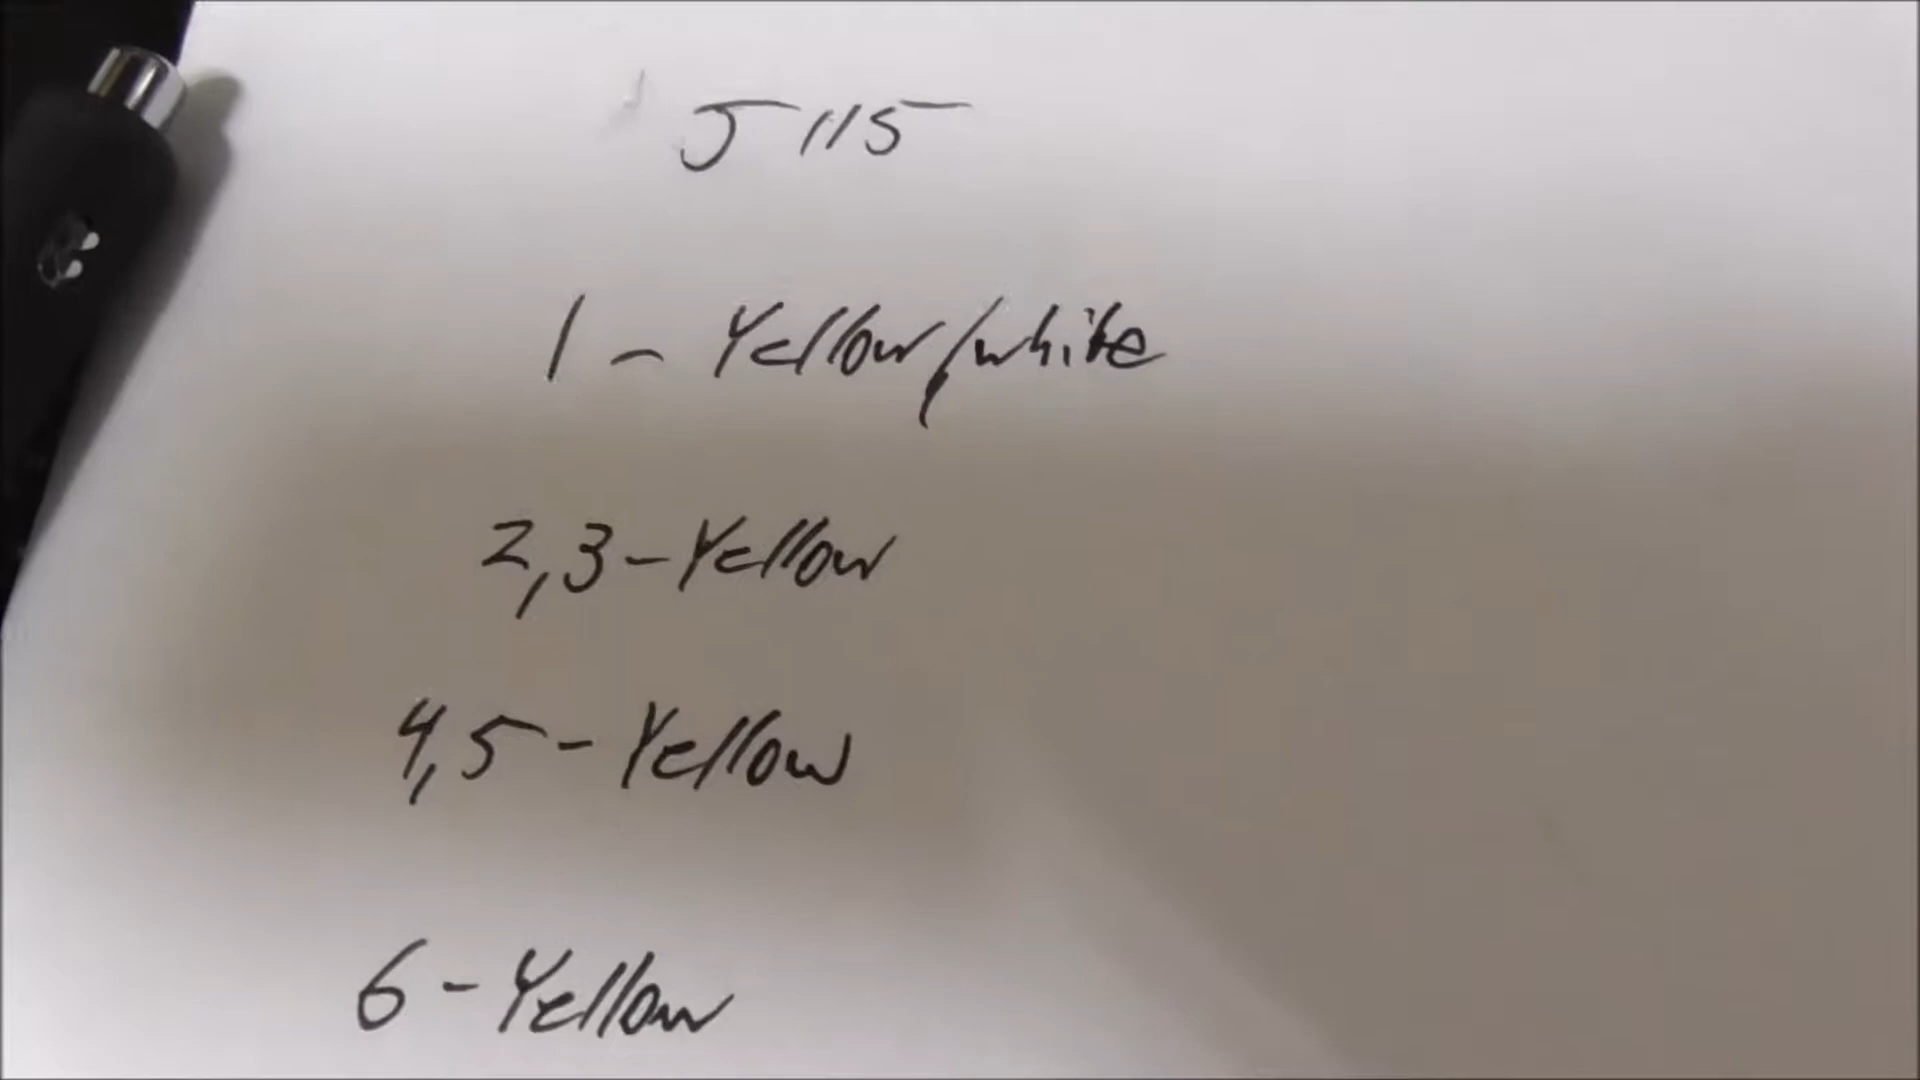 J115
1 - Yellow/white
2,3 - Yellow
4,5 - Yellow
6 - Yellow